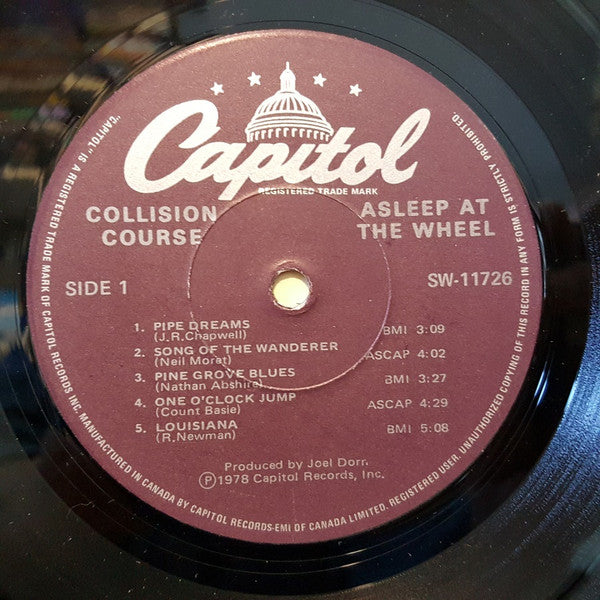 Capitol
REGISTERED TRADE MARK
COLLISION COURSE
ASLEEP AT THE WHEEL
SIDE 1
SW-11726
1. PIPE DREAMS BMI 3:09
(J.R.Chapwell)
2. SONG OF THE WANDERER ASCAP 4:02
(Neil Moret)
3. PINE GROVE BLUES BMI 3:27
(Nathan Abshire)
4. ONE O'CLOCK JUMP ASCAP 4:29
(Count Basie)
5. LOUISIANA BMI 5:08
(R.Newman)
Produced by Joel Dorn
Ⓟ1978 Capitol Records, Inc.
"CAPITOL" IS A REGISTERED TRADE MARK OF CAPITOL RECORDS INC. MANUFACTURED IN CANADA BY CAPITOL RECORDS-EMI OF CANADA LIMITED. REGISTERED USER. UNAUTHORIZED COPYING OF THIS RECORD IN ANY FORM IS STRICTLY PROHIBITED.